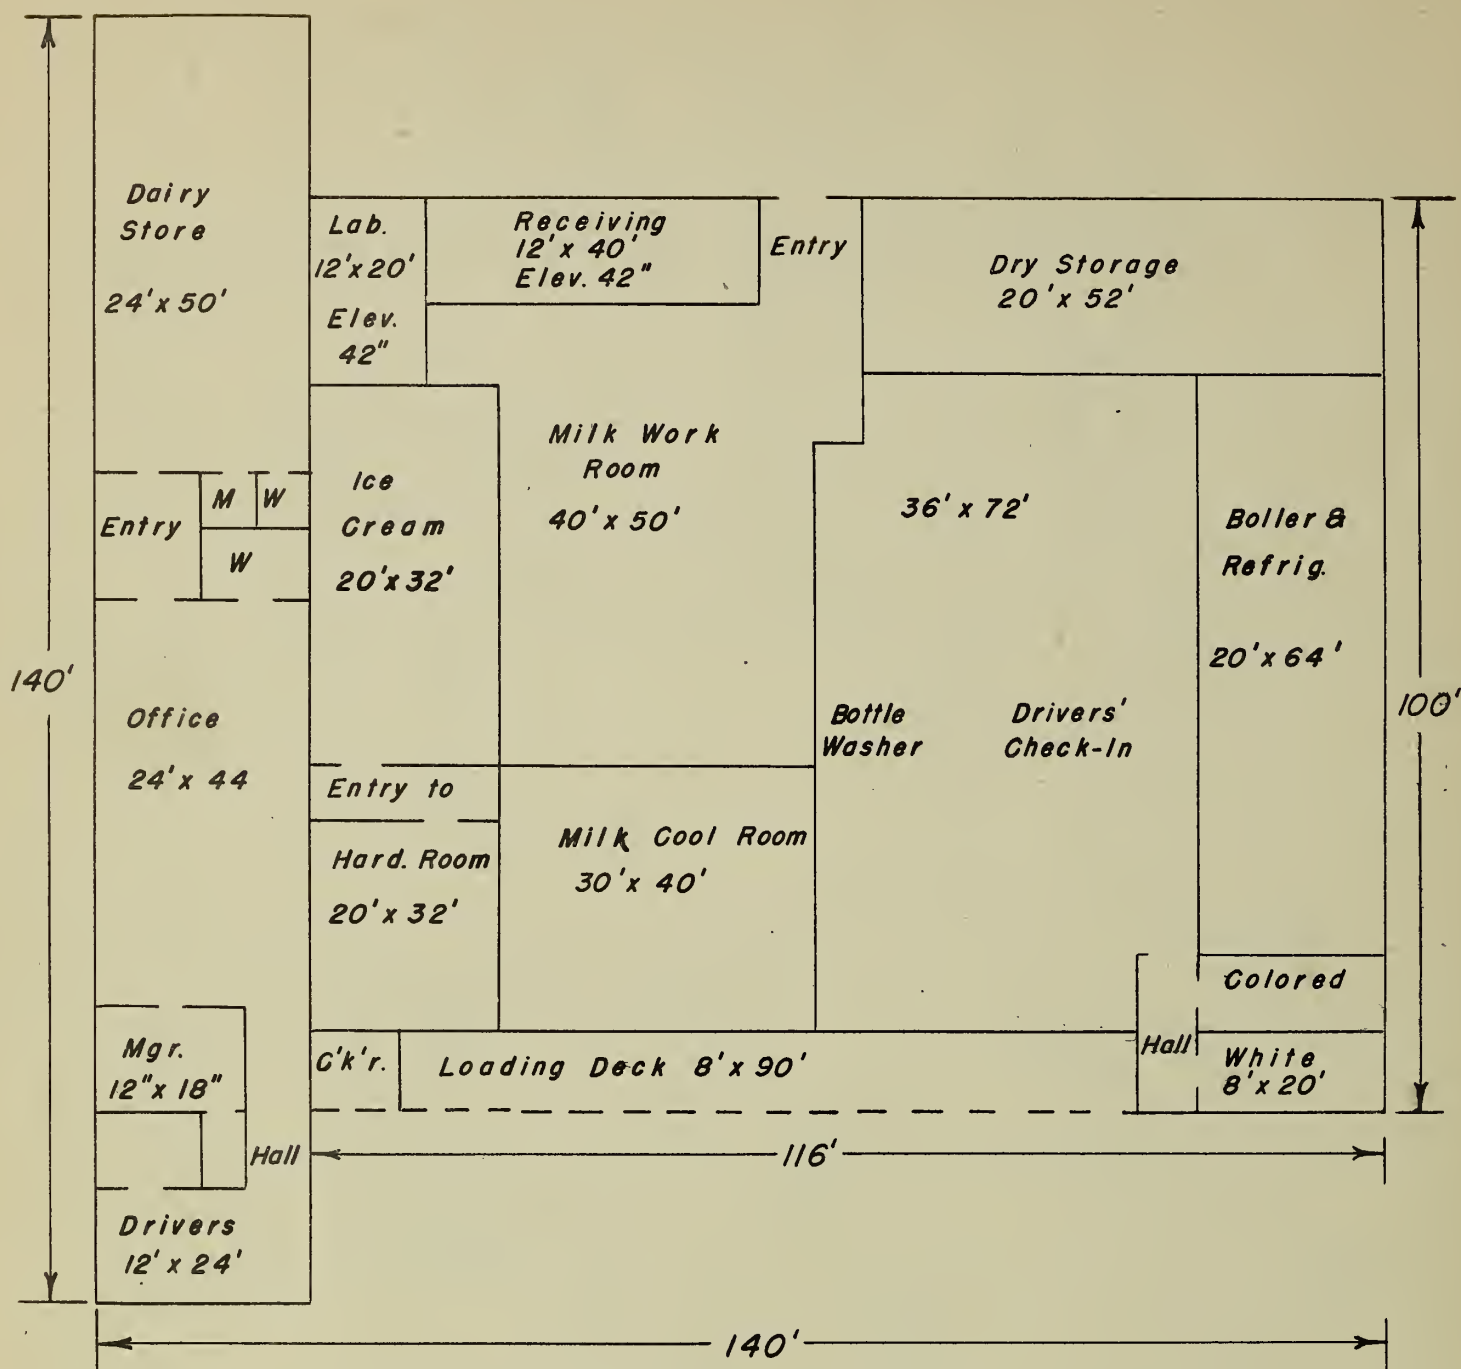 Dairy
Store
24'x 50'
Lab.
12'x20'
Elev.
42"
Receiving
12'x 40'
Elev. 42"
Entry
Dry Storage
20'x 52'
Milk Work
Room
40'x 50'
Ice
Cream
20'x 32'
M
W
Entry
W
36'x 72'
Boller &
Refrig.
20'x 64'
140'
100'
Office
24'x 44
Bottle
Washer
Drivers'
Check-In
Entry to
Hard. Room
20'x 32'
Milk Cool Room
30'x 40'
Colored
Mgr.
12"x 18"
C'k'r.
Loading Deck 8'x 90'
Hall
White
8'x 20'
Hall
116'
Drivers
12'x 24'
140'